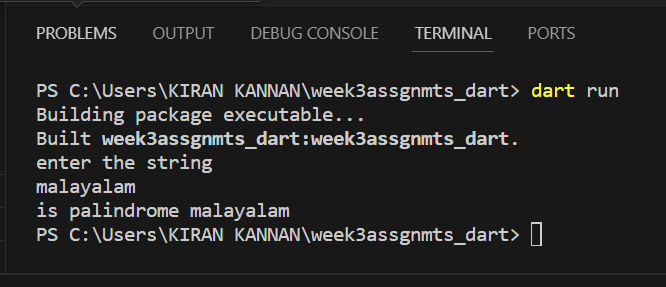 PROBLEMS OUTPUT DEBUG CONSOLE TERMINAL PORTS
PS C:\Users\KIRAN KANNAN\week3assgnmts_dart> dart run
Building package executable...
Built week3assgnmts_dart:week3assgnmts_dart.
enter the string
malayalam
is palindrome malayalam
PS C:\Users\KIRAN KANNAN\week3assgnmts_dart>